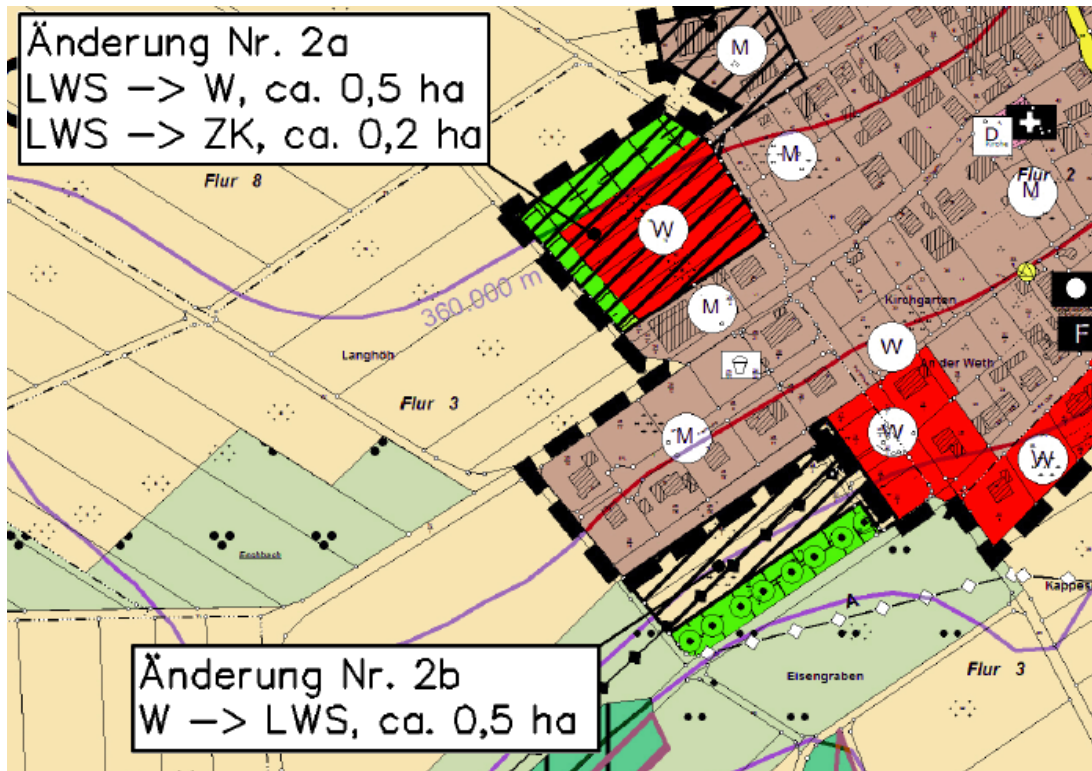 Änderung Nr. 2a
LWS -> W, ca. 0,5 ha
LWS -> ZK, ca. 0,2 ha
M
M
D
Kirche
Flur 2
M
Flur 8
W
360.000 m
M
Kirchgarten
F
Langhöh
W
An der Weth
Flur 3
M
W
W
Eschbach
A
Kappes
Änderung Nr. 2b
W -> LWS, ca. 0,5 ha
Eisengraben
Flur 3